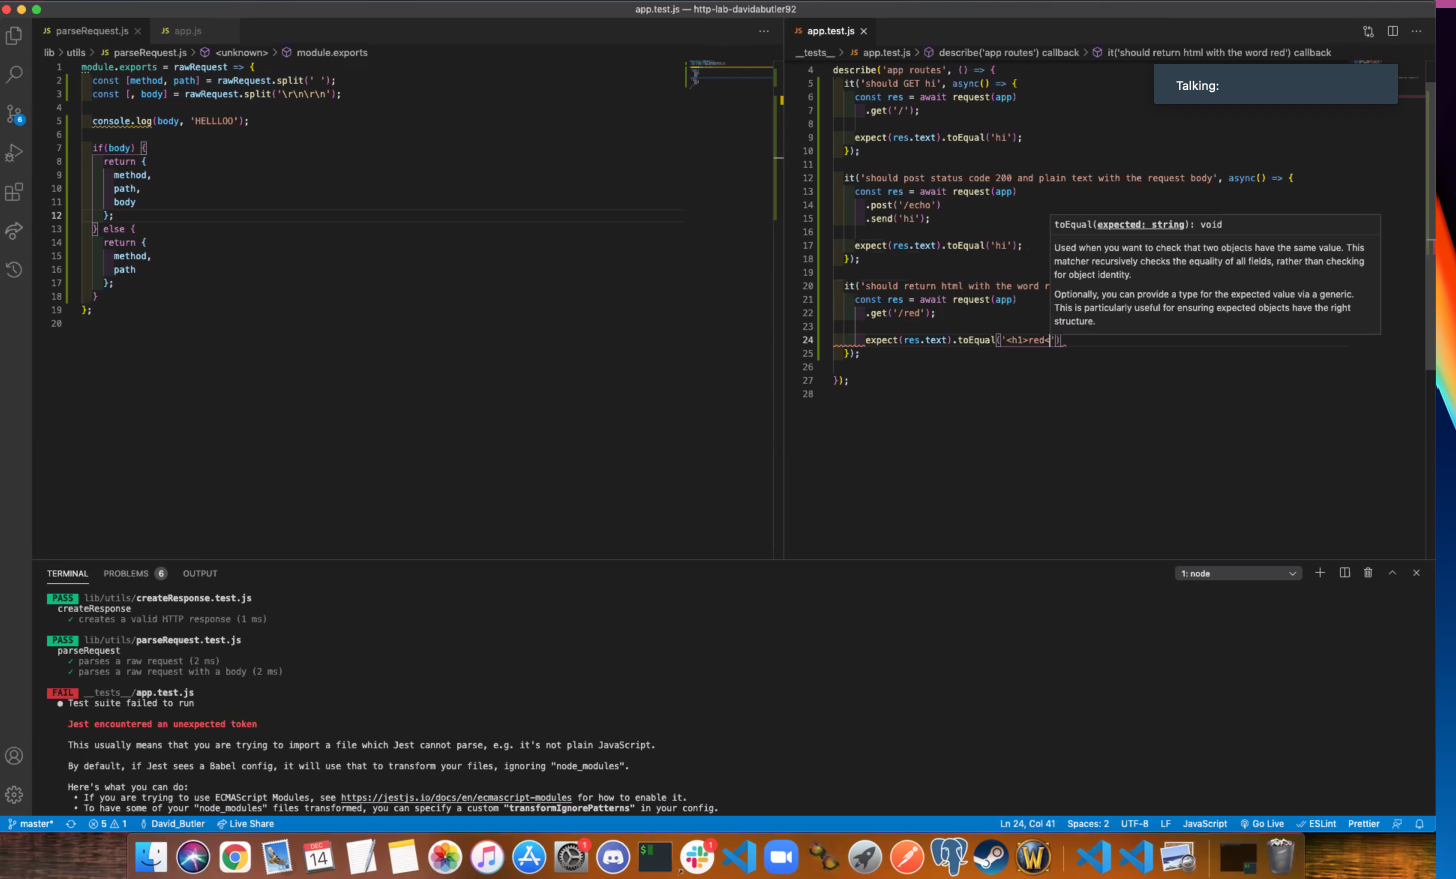 app.test.js — http-lab-davidabutler92
JS parseRequest.js ×
JS app.js
JS app.test.js ×
lib > utils > JS parseRequest.js > <unknown> > module.exports
__tests__ > JS app.test.js > describe('app routes') callback > it('should return html with the word red') callback
1 module.exports = rawRequest => {
2 const [method, path] = rawRequest.split(' ');
3 const [, body] = rawRequest.split('\r\n\r\n');
4
5 console.log(body, 'HELLLOO');
6
7 if(body) {
8 return {
9 method,
10 path,
11 body
12 };
13 } else {
14 return {
15 method,
16 path
17 };
18 }
19 };
20
4 describe('app routes', () => {
5 it('should GET hi', async() => {
6 const res = await request(app)
7 .get('/');
8
9 expect(res.text).toEqual('hi');
10 });
11
12 it('should post status code 200 and plain text with the request body', async() => {
13 const res = await request(app)
14 .post('/echo')
15 .send('hi');
16
17 expect(res.text).toEqual('hi');
18 });
19
20 it('should return html with the word r
21 const res = await request(app)
22 .get('/red');
23
24 expect(res.text).toEqual('<h1>red<')
25 });
26
27 });
28
Talking:
toEqual(expected: string): void
Used when you want to check that two objects have the same value. This
matcher recursively checks the equality of all fields, rather than checking
for object identity.
Optionally, you can provide a type for the expected value via a generic.
This is particularly useful for ensuring expected objects have the right
structure.
TERMINAL PROBLEMS 6 OUTPUT
1: node
PASS lib/utils/createResponse.test.js
createResponse
✓ creates a valid HTTP response (1 ms)
PASS lib/utils/parseRequest.test.js
parseRequest
✓ parses a raw request (2 ms)
✓ parses a raw request with a body (2 ms)
FAIL __tests__/app.test.js
● Test suite failed to run
Jest encountered an unexpected token
This usually means that you are trying to import a file which Jest cannot parse, e.g. it's not plain JavaScript.
By default, if Jest sees a Babel config, it will use that to transform your files, ignoring "node_modules".
Here's what you can do:
• If you are trying to use ECMAScript Modules, see https://jestjs.io/docs/en/ecmascript-modules for how to enable it.
• To have some of your "node_modules" files transformed, you can specify a custom "transformIgnorePatterns" in your config.
master* 5 1 David_Butler Live Share
Ln 24, Col 41 Spaces: 2 UTF-8 LF JavaScript Go Live ESLint Prettier
6
DEC
14
1
1
$
W